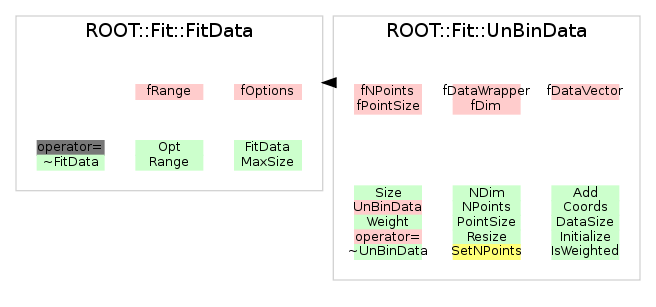 ROOT::Fit::FitData
fRange
fOptions
operator=
~FitData
Opt
Range
FitData
MaxSize
ROOT::Fit::UnBinData
fNPoints
fPointSize
fDataWrapper
fDim
fDataVector
Size
UnBinData
Weight
operator=
~UnBinData
NDim
NPoints
PointSize
Resize
SetNPoints
Add
Coords
DataSize
Initialize
IsWeighted